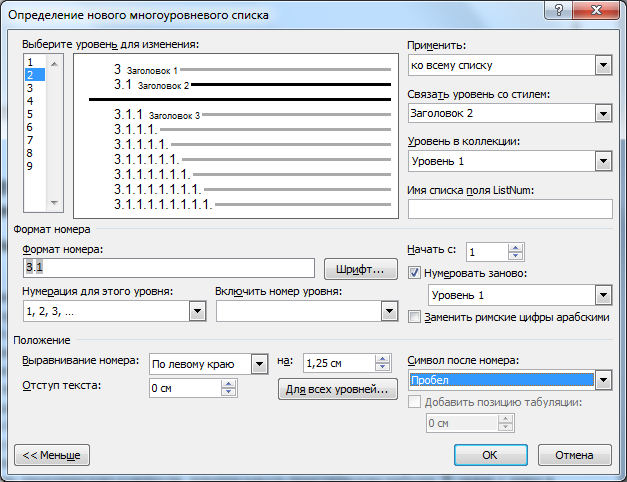 Определение нового многоуровневого списка
Выберите уровень для изменения:
1
2
3
4
5
6
7
8
9
3 Заголовок 1
3.1 Заголовок 2
3.1.1 Заголовок 3
3.1.1.1.
3.1.1.1.1.
3.1.1.1.1.1.
3.1.1.1.1.1.1.
3.1.1.1.1.1.1.1.
3.1.1.1.1.1.1.1.1.
Применить:
ко всему списку
Связать уровень со стилем:
Заголовок 2
Уровень в коллекции:
Уровень 1
Имя списка поля ListNum:
Формат номера
Формат номера:
3.1
Шрифт...
Начать с:
1
Нумеровать заново:
Уровень 1
Нумерация для этого уровня:
1, 2, 3, ...
Включить номер уровня:
Заменить римские цифры арабскими
Положение
Выравнивание номера:
По левому краю
на:
1,25 см
Отступ текста:
0 см
Для всех уровней...
Символ после номера:
Пробел
Добавить позицию табуляции:
0 см
<< Меньше
ОК
Отмена